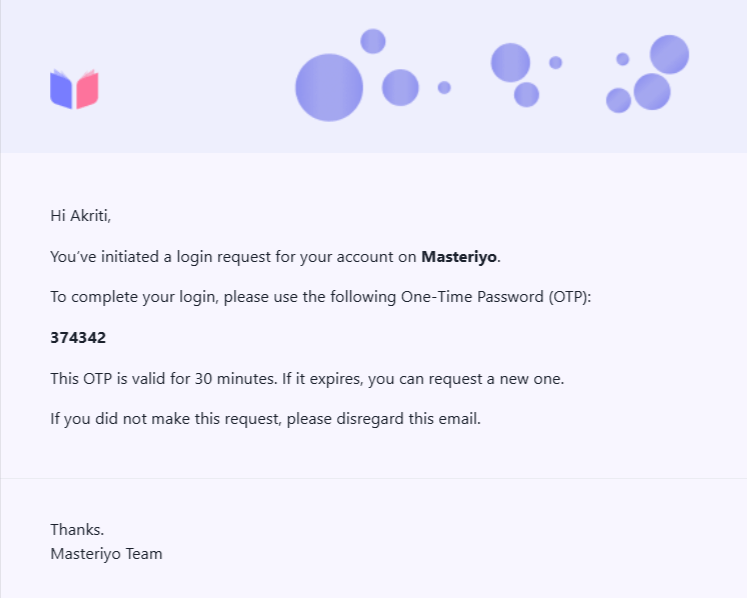 Hi Akriti,
You've initiated a login request for your account on Masteriyo.
To complete your login, please use the following One-Time Password (OTP):
374342
This OTP is valid for 30 minutes. If it expires, you can request a new one.
If you did not make this request, please disregard this email.
Thanks.
Masteriyo Team